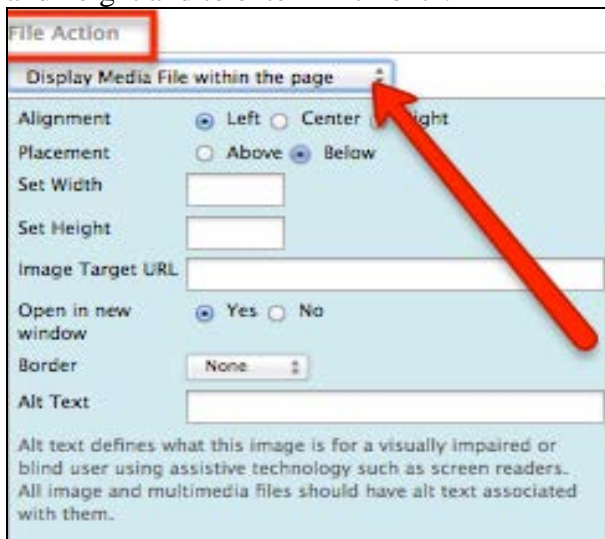 File Action
Display Media File within the page
Alignment Left Center ight
Placement Above Below
Set Width
Set Height
Image Target URL
Open in new window Yes No
Border None
Alt Text
Alt text defines what this image is for a visually impaired or
blind user using assistive technology such as screen readers.
All image and multimedia files should have alt text associated
with them.